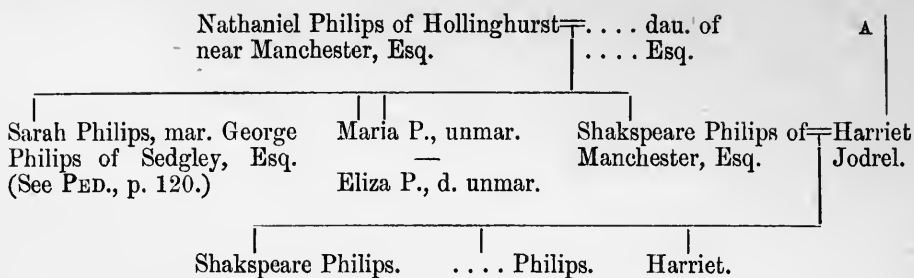 Nathaniel Philips of Hollinghurst=. . . . dau. of
near Manchester, Esq.
. . . . Esq.
A
Sarah Philips, mar. George
Philips of Sedgley, Esq.
(See PED., p. 120.)
Maria P., unmar.
—
Eliza P., d. unmar.
Shakspeare Philips of=Harriet
Manchester, Esq.
Jodrel.
Shakspeare Philips.
. . . . Philips.
Harriet.